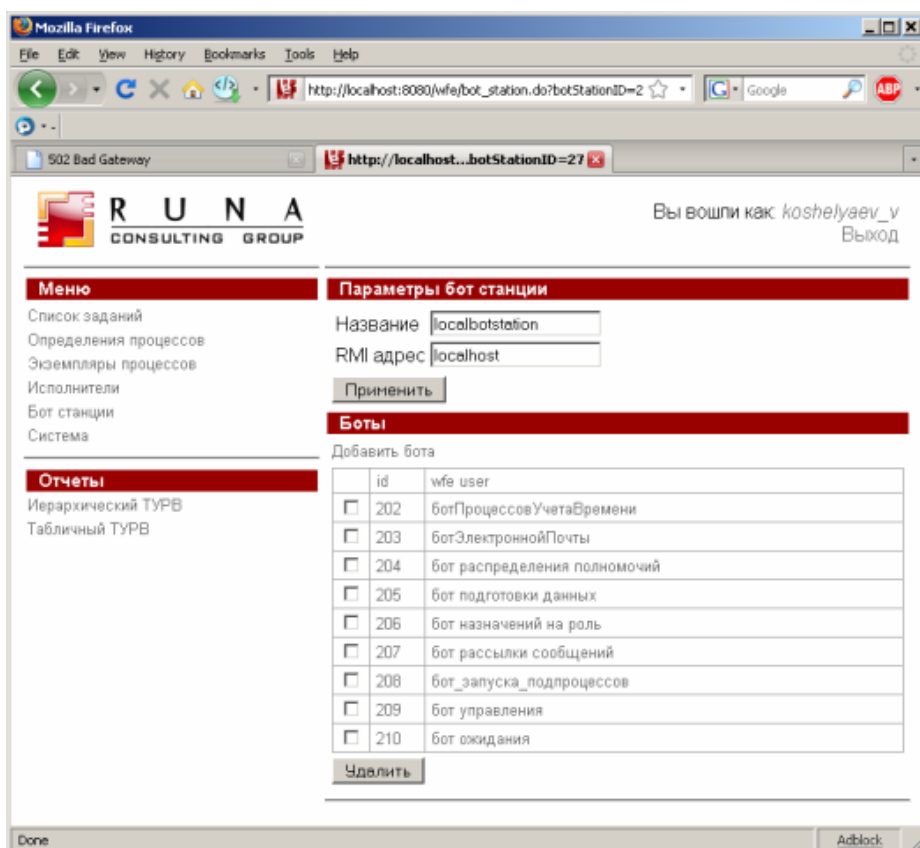 Mozilla Firefox
File Edit View History Bookmarks Tools Help
http://localhost:8080/wfe/bot_station.do?botStationID=2
Google
ABP
502 Bad Gateway
http://localhost...botStationID=27
RUNA
CONSULTING GROUP
Вы вошли как: koshelyaev_v
Выход
Меню
Список заданий
Определения процессов
Экземпляры процессов
Исполнители
Бот станции
Система
Отчеты
Иерархический ТУРВ
Табличный ТУРВ
Параметры бот станции
Название localbotstation
RMI адрес localhost
Применить
Боты
Добавить бота
id wfe user
202 ботПроцессовУчетаВремени
203 ботЭлектроннойПочты
204 бот распределения полномочий
205 бот подготовки данных
206 бот назначений на роль
207 бот рассылки сообщений
208 бот_запуска_подпроцессов
209 бот управления
210 бот ожидания
Удалить
Done
Adblock